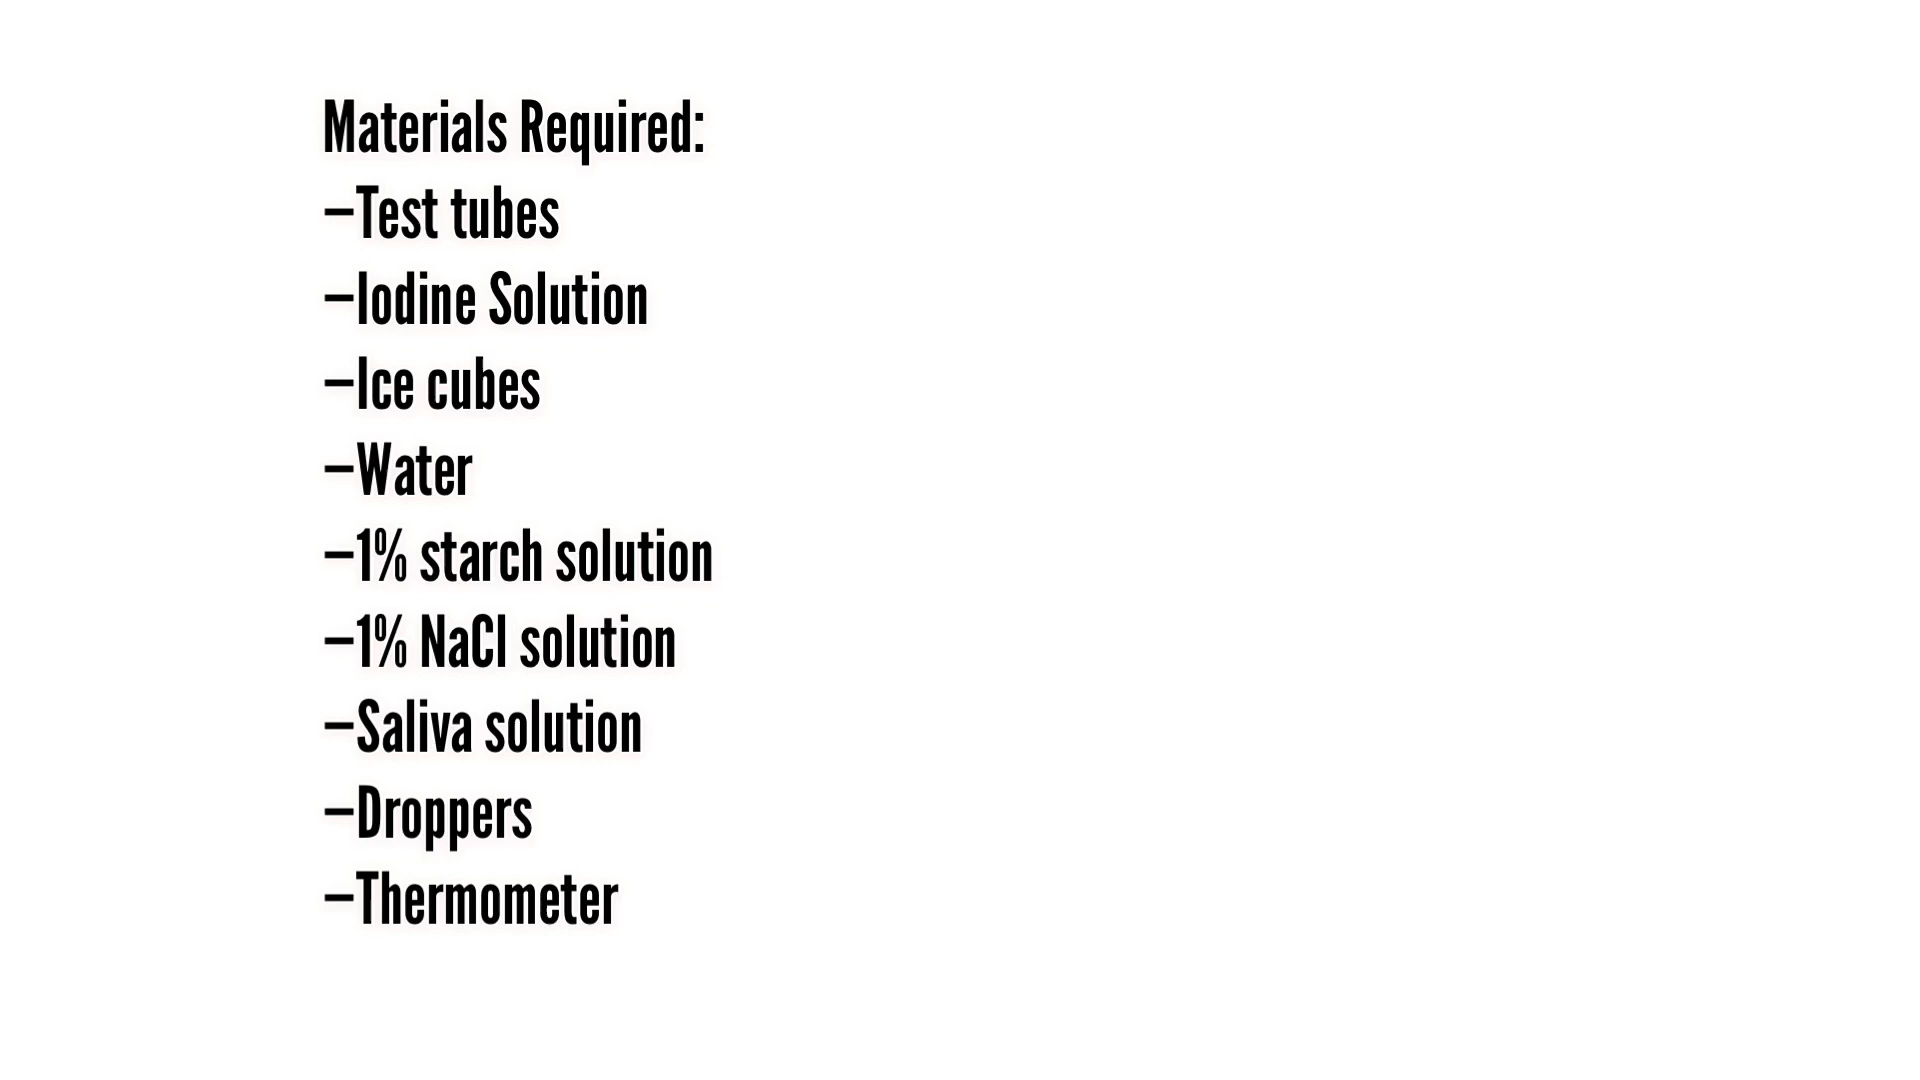 Materials Required:
–Test tubes
–Iodine Solution
–Ice cubes
–Water
–1% starch solution
–1% NaCl solution
–Saliva solution
–Droppers
–Thermometer